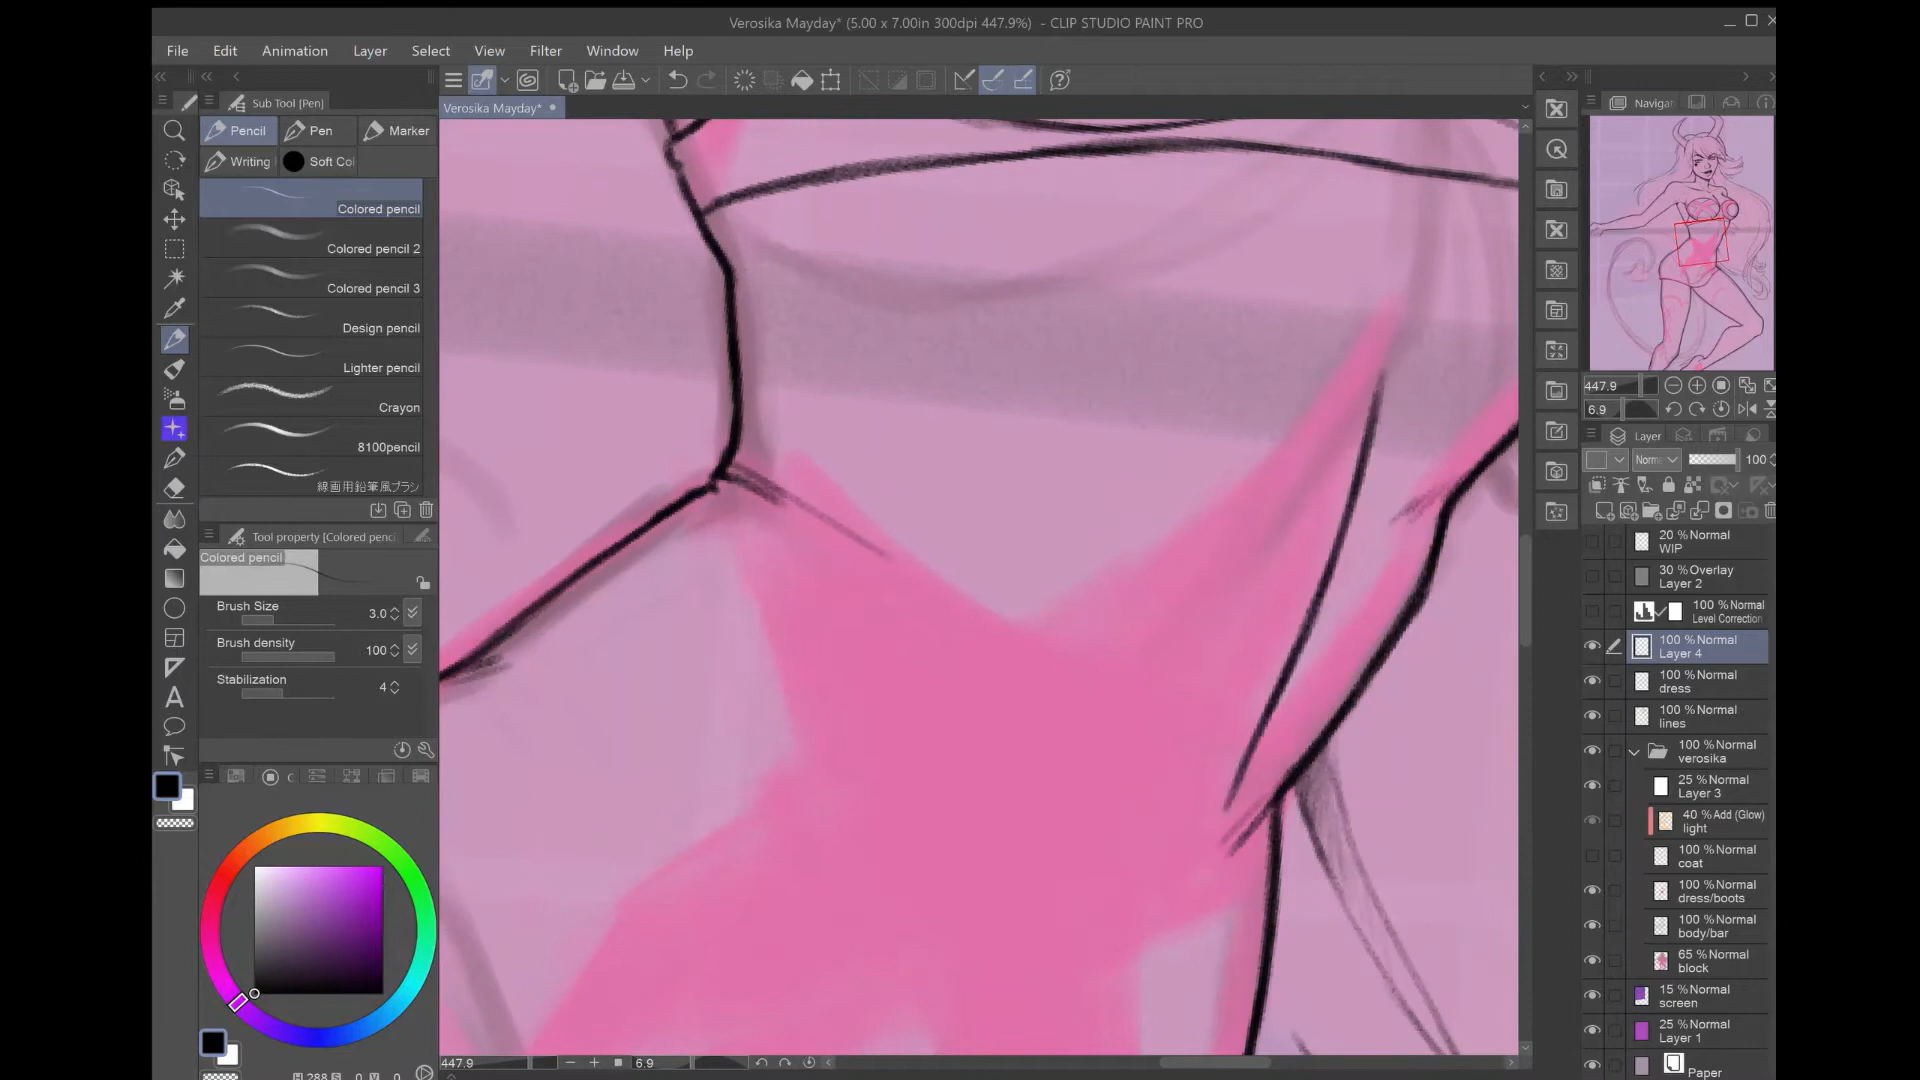 Verosika Mayday* (5.00 x 7.00in 300dpi 447.9%) - CLIP STUDIO PAINT PRO
File Edit Animation Layer Select View Filter Window Help
Sub Tool [Pen]
Verosika Mayday*
Navigat
Pencil Pen Marker
Writing Soft Col
Colored pencil
Colored pencil 2
Colored pencil 3
Design pencil
Lighter pencil
Crayon
8100pencil
線画用鉛筆風ブラシ
Tool property [Colored penc
Colored pencil
Brush Size 3.0
Brush density 100
Stabilization 4
447.9
6.9
Layer
Norm 100
20 %Normal
WIP
30 %Overlay
Layer 2
100 %Normal
Level Correction
100 %Normal
Layer 4
100 %Normal
dress
100 %Normal
lines
100 %Normal
verosika
25 %Normal
Layer 3
40 %Add (Glow)
light
100 %Normal
coat
100 %Normal
dress/boots
100 %Normal
body/bar
65 %Normal
block
15 %Normal
screen
25 %Normal
Layer 1
Paper
447.9 6.9
H 288 S 0 V 0